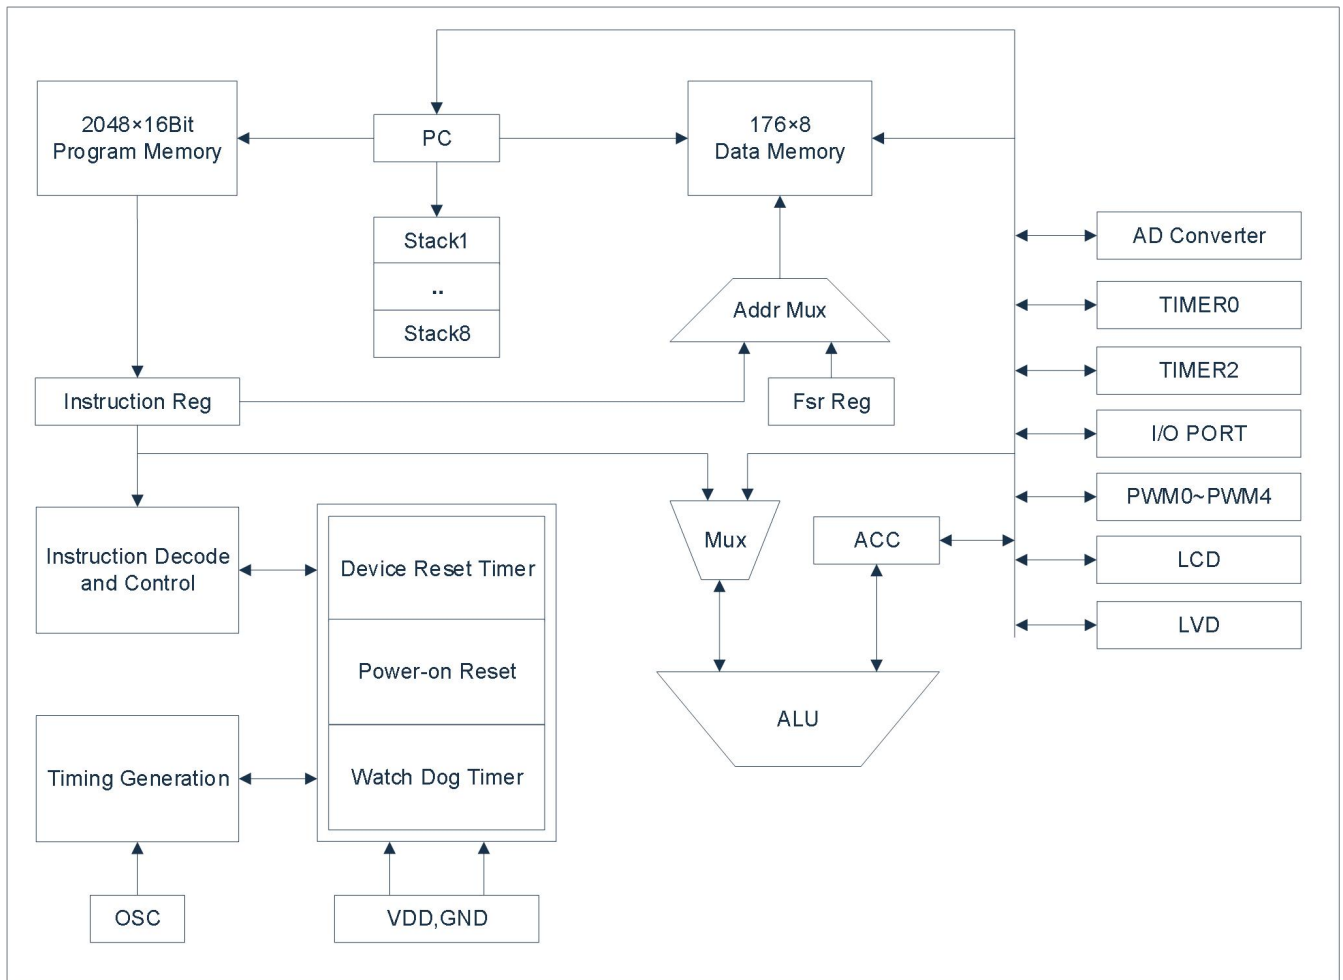 2048×16Bit
Program Memory
PC
176×8
Data Memory
Stack1
..
Stack8
AD Converter
TIMER0
Addr Mux
TIMER2
Instruction Reg
Fsr Reg
I/O PORT
PWM0~PWM4
Mux
ACC
Instruction Decode
and Control
Device Reset Timer
LCD
LVD
Power-on Reset
ALU
Timing Generation
Watch Dog Timer
OSC
VDD,GND